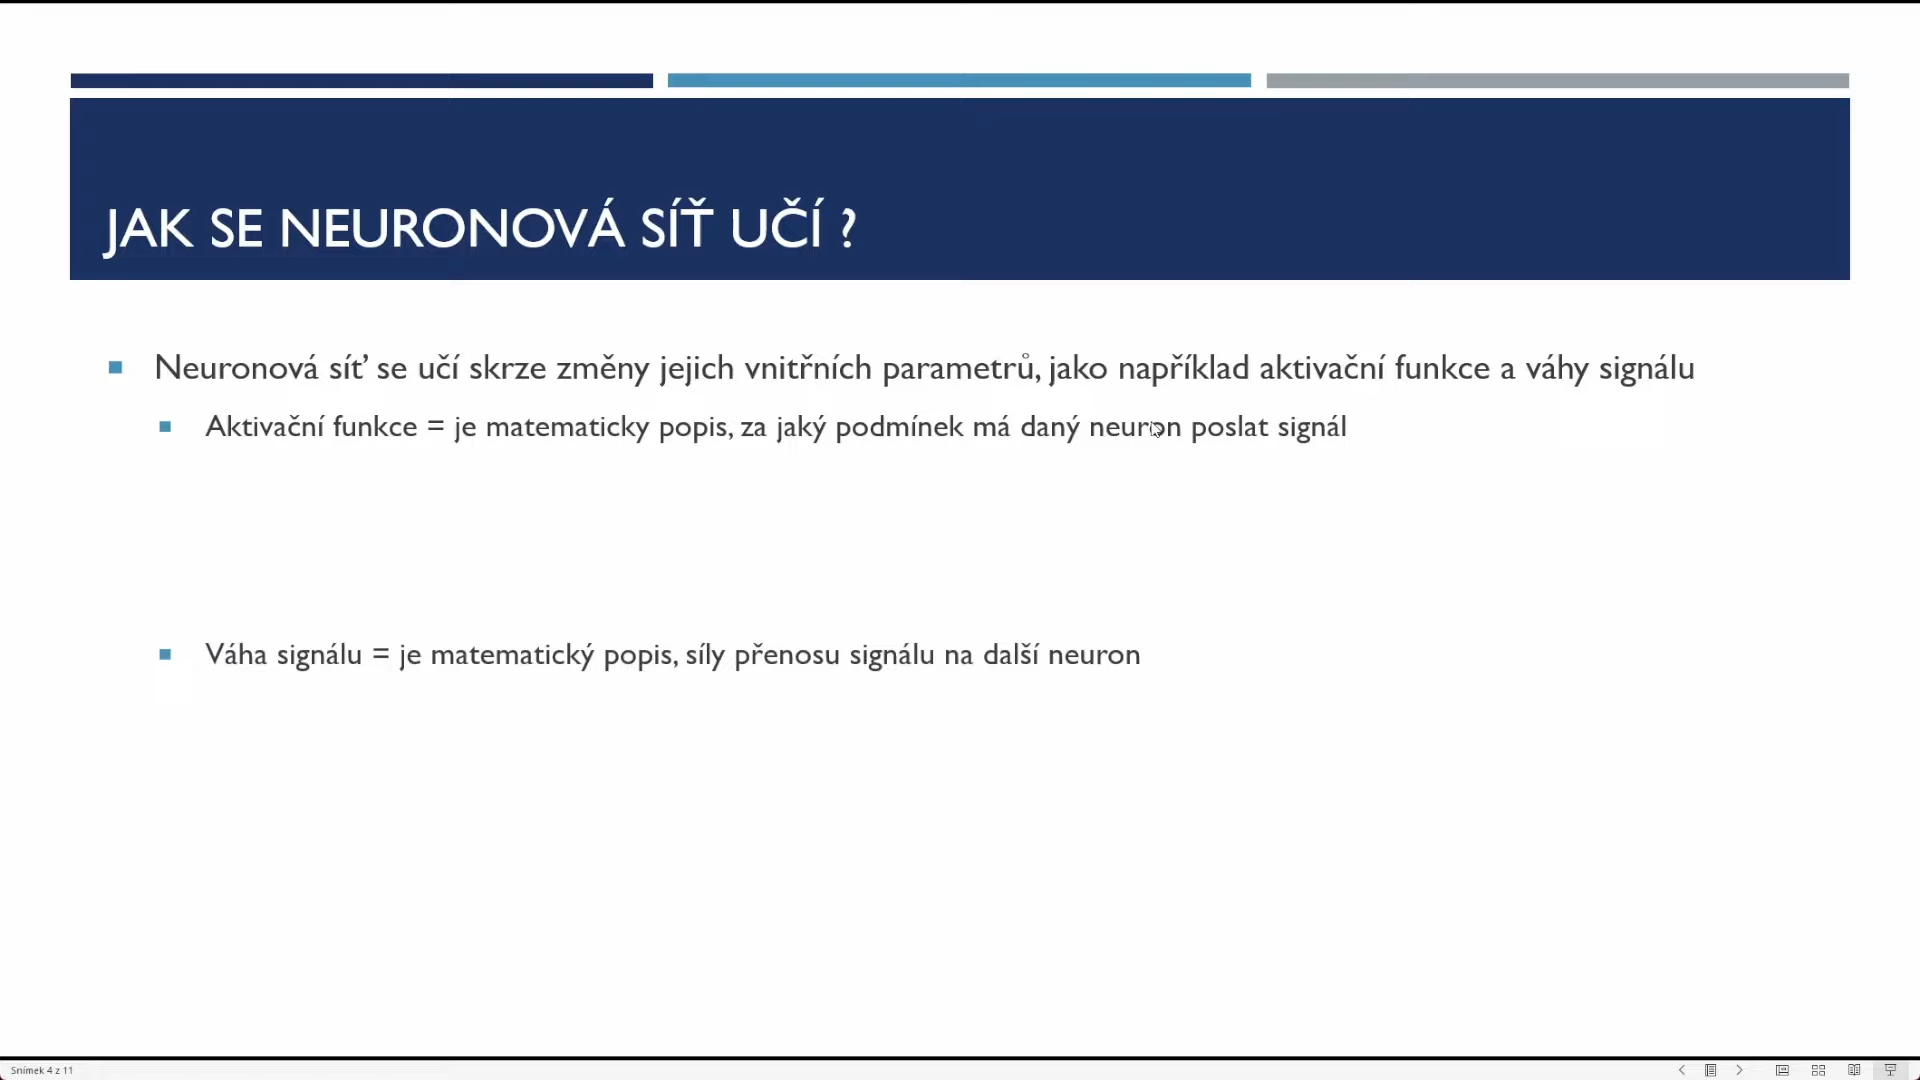 JAK SE NEURONOVÁ SÍŤ UČÍ ?
Neuronová síť se učí skrze změny jejich vnitřních parametrů, jako například aktivační funkce a váhy signálu
Aktivační funkce = je matematicky popis, za jaký podmínek má daný neuron poslat signál
Váha signálu = je matematický popis, síly přenosu signálu na další neuron
Snímek 4 z 11